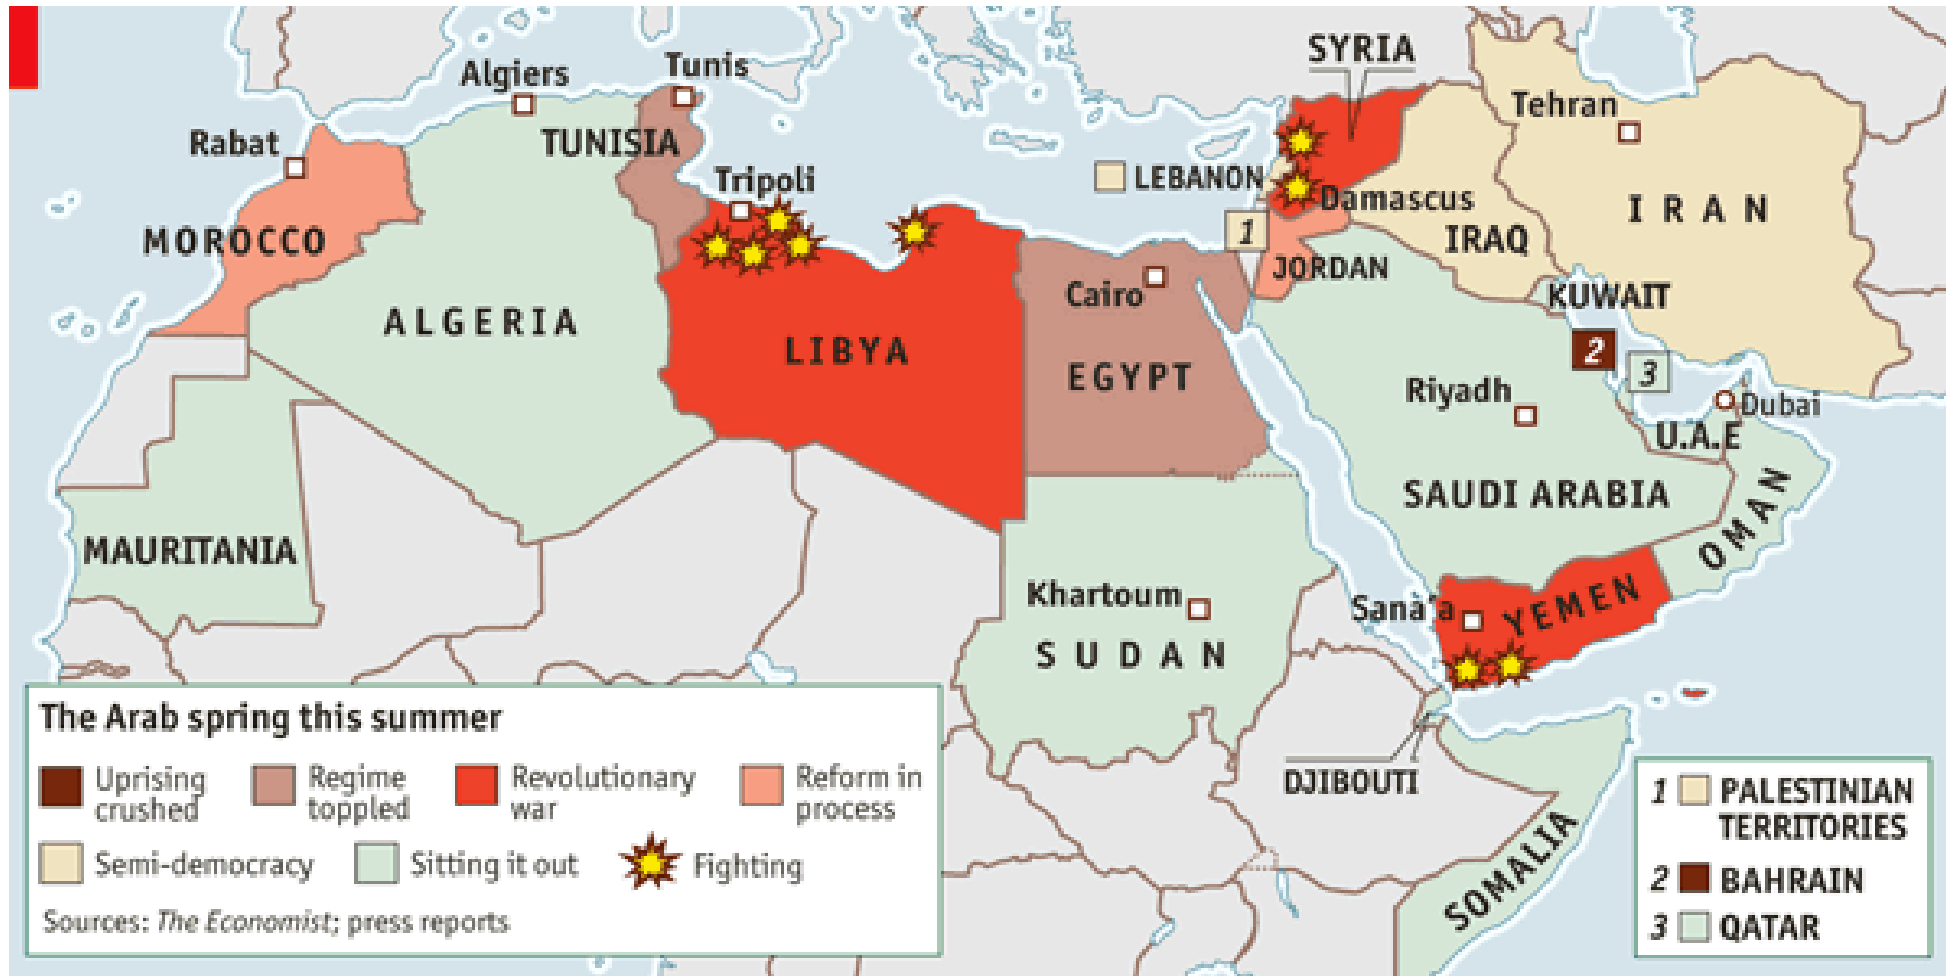 SYRIA
Algiers
Tunis
Tehran
Rabat
TUNISIA
Tripoli
LEBANON
Damascus
IRAN
MOROCCO
1
IRAQ
JORDAN
Cairo
KUWAIT
ALGERIA
LIBYA
EGYPT
2
3
Riyadh
Dubai
U.A.E
SAUDI ARABIA
OMAN
MAURITANIA
Khartoum
SUDAN
Sana'a
YEMEN
DJIBOUTI
SOMALIA
The Arab spring this summer
Uprising
crushed
Regime
toppled
Revolutionary
war
Reform in
process
Semi-democracy
Sitting it out
Fighting
Sources: The Economist; press reports
1 PALESTINIAN
TERRITORIES
2 BAHRAIN
3 QATAR